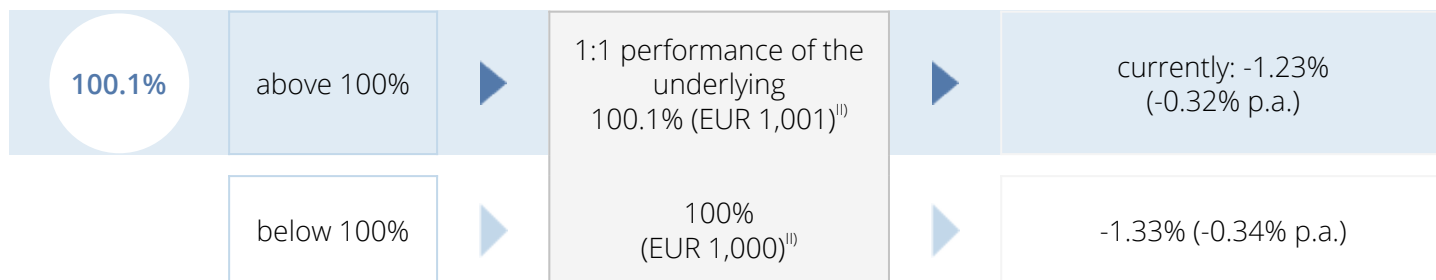 100.1%
above 100%
1:1 performance of the
underlying
100.1% (EUR 1,001)II)
currently: -1.23%
(-0.32% p.a.)
below 100%
100%
(EUR 1,000)II)
-1.33% (-0.34% p.a.)